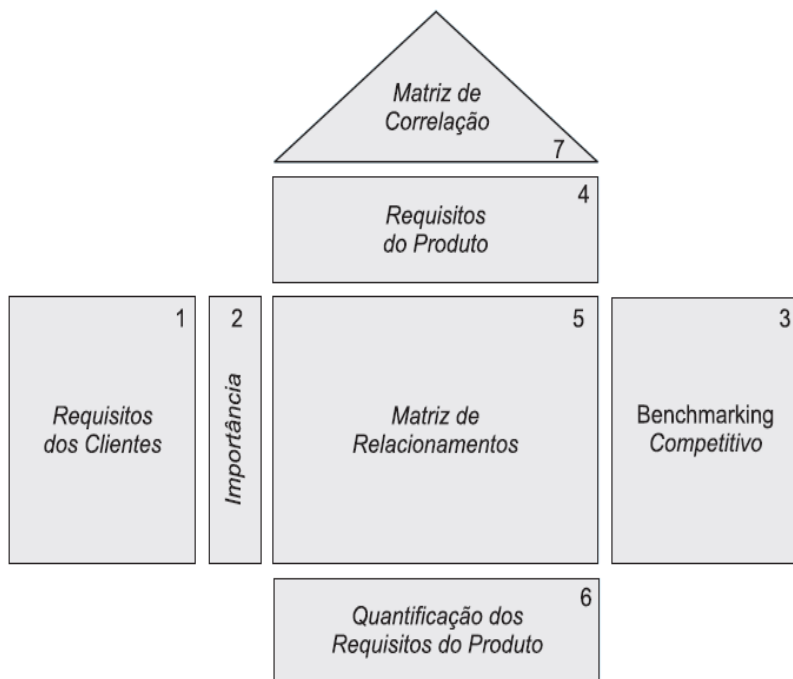 Matriz de
Correlação
7
4
Requisitos
do Produto
1
2
5
3
Requisitos
dos Clientes
Importância
Matriz de
Relacionamentos
Benchmarking
Competitivo
6
Quantificação dos
Requisitos do Produto